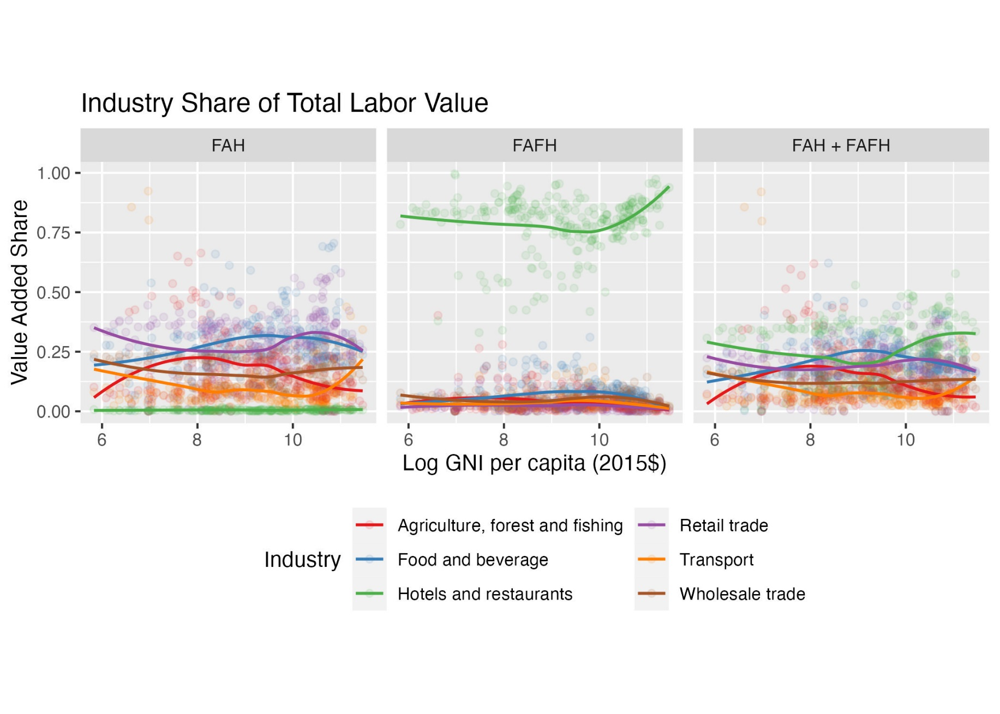 Industry Share of Total Labor Value
FAH
FAFH
FAH + FAFH
Value Added Share
1.00
0.75
0.50
0.25
0.00
6 8 10
6 8 10
6 8 10
Log GNI per capita (2015$)
Industry
Agriculture, forest and fishing
Food and beverage
Hotels and restaurants
Retail trade
Transport
Wholesale trade